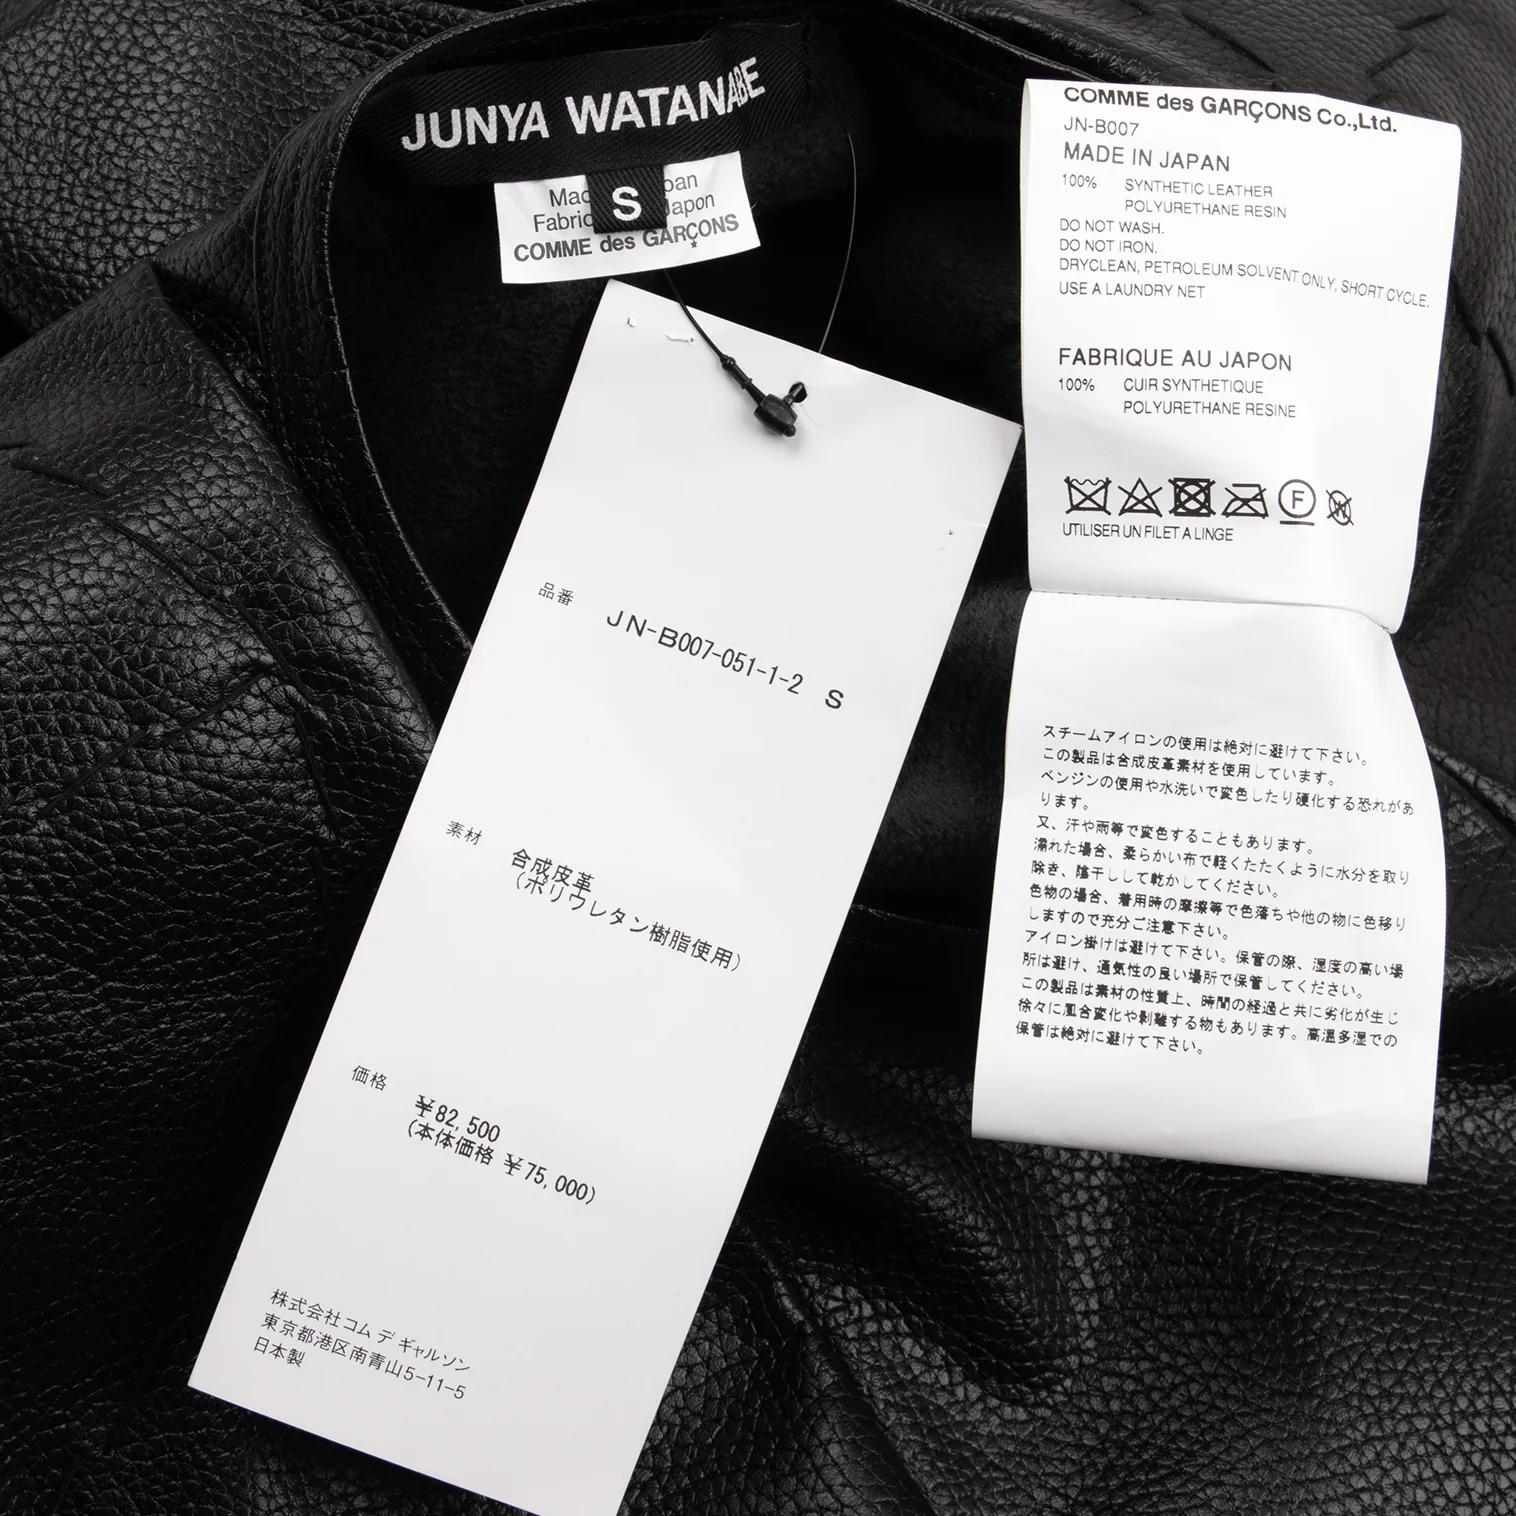 JUNYA WATANABE
S
COMME des GARÇONS
COMME des GARÇONS Co.,Ltd.
JN-B007
MADE IN JAPAN
100% SYNTHETIC LEATHER
POLYURETHANE RESIN
DO NOT WASH.
DO NOT IRON.
DRYCLEAN, PETROLEUM SOLVENT ONLY, SHORT CYCLE.
USE A LAUNDRY NET
FABRIQUE AU JAPON
100% CUIR SYNTHETIQUE
POLYURETHANE RESINE
F
W
UTILISER UN FILET A LINGE
品番 JN-B007-051-1-2 S
素材 合成皮革
(ポリウレタン樹脂使用)
価格 ¥82,500
(本体価格 ¥75,000)
株式会社コム デ ギャルソン
東京都港区南青山5-11-5
日本製
スチームアイロンの使用は絶対に避けて下さい。
この製品は合成皮革素材を使用しています。
ベンジンの使用や水洗いで変色したり硬化する恐れがあ
ります。
又、汗や雨等で変色することもあります。
濡れた場合、柔らかい布で軽くたたくように水分を取り
除き、陰干しして乾かしてください。
色物の場合、着用時の摩擦等で色落ちや他の物に色移り
しますので充分ご注意下さい。
アイロン掛けは避けて下さい。保管の際、湿度の高い場
所は避け、通気性の良い場所で保管してください。
この製品は素材の性質上、時間の経過と共に劣化が生じ
徐々に風合変化や剥離する物もあります。高温多湿での
保管は絶対に避けて下さい。